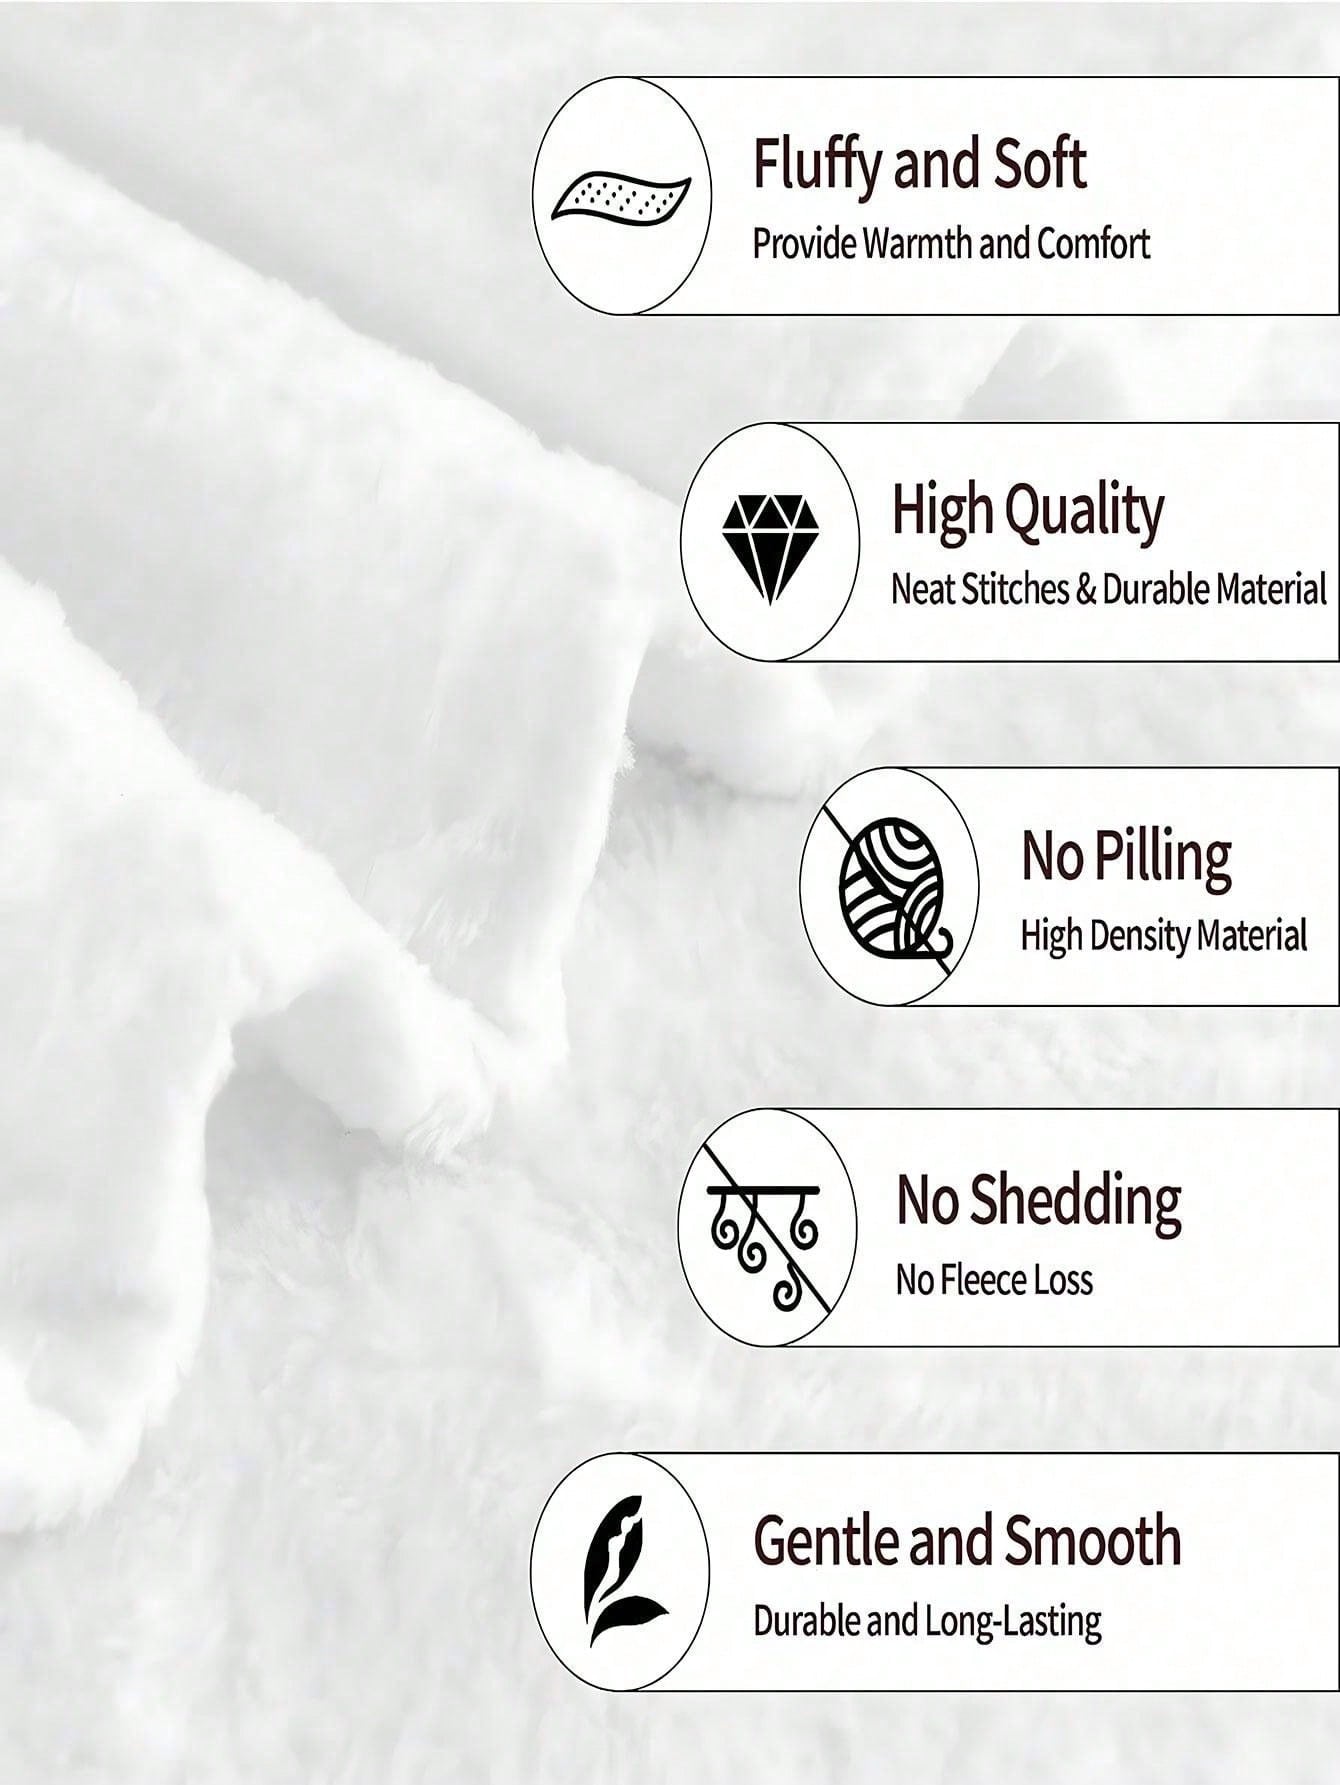 Fluffy and Soft
Provide Warmth and Comfort
High Quality
Neat Stitches & Durable Material
No Pilling
High Density Material
No Shedding
No Fleece Loss
Gentle and Smooth
Durable and Long-Lasting